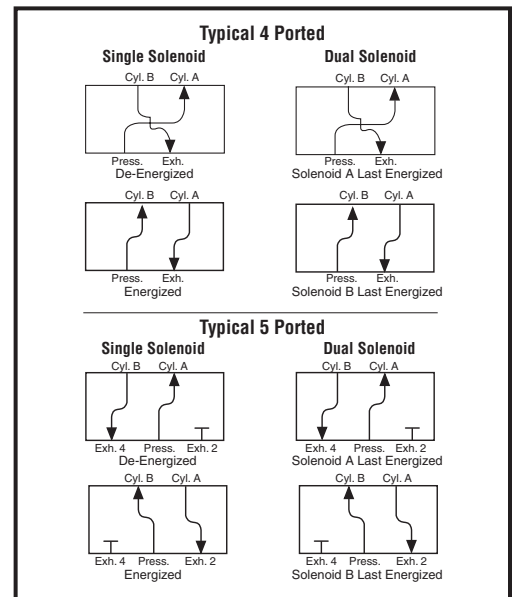 Typical 4 Ported
Single Solenoid Dual Solenoid
Cyl. B Cyl. A Cyl. B Cyl. A
Press. Exh. Press. Exh.
De-Energized Solenoid A Last Energized
Cyl. B Cyl. A Cyl. B Cyl. A
Press. Exh. Press. Exh.
Energized Solenoid B Last Energized
Typical 5 Ported
Single Solenoid Dual Solenoid
Cyl. B Cyl. A Cyl. B Cyl. A
Exh. 4 Press. Exh. 2 Exh. 4 Press. Exh. 2
De-Energized Solenoid A Last Energized
Cyl. B Cyl. A Cyl. B Cyl. A
Exh. 4 Press. Exh. 2 Exh. 4 Press. Exh. 2
Energized Solenoid B Last Energized